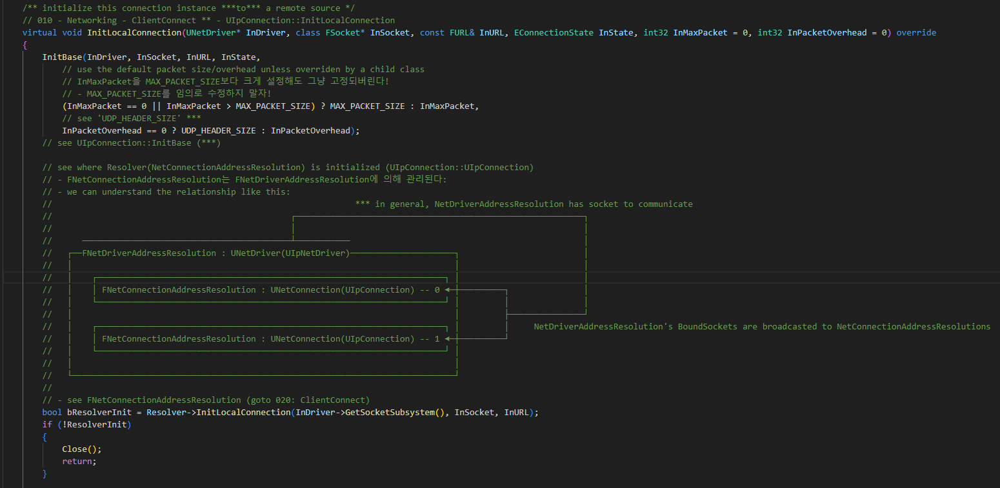 /** initialize this connection instance ***to*** a remote source */
// 010 - Networking - ClientConnect ** - UIpConnection::InitLocalConnection
virtual void InitLocalConnection(UNetDriver* InDriver, class FSocket* InSocket, const FURL& InURL, EConnectionState InState, int32 InMaxPacket = 0, int32 InPacketOverhead = 0) override
{
InitBase(InDriver, InSocket, InURL, InState,
// use the default packet size/overhead unless overriden by a child class
// InMaxPacket을 MAX_PACKET_SIZE보다 크게 설정해도 그냥 고정되버린다!
// - MAX_PACKET_SIZE를 임의로 수정하지 말자!
(InMaxPacket == 0 || InMaxPacket > MAX_PACKET_SIZE) ? MAX_PACKET_SIZE : InMaxPacket,
// see 'UDP_HEADER_SIZE' ***
InPacketOverhead == 0 ? UDP_HEADER_SIZE : InPacketOverhead);
// see UIpConnection::InitBase (***)
// see where Resolver(NetConnectionAddressResolution) is initialized (UIpConnection::UIpConnection)
// - FNetConnectionAddressResolution는 FNetDriverAddressResolution에 의해 관리된다:
// - we can understand the relationship like this:
// *** in general, NetDriverAddressResolution has socket to communicate
//
//
//
// FNetDriverAddressResolution : UNetDriver(UIpNetDriver)
//
//
// FNetConnectionAddressResolution : UNetConnection(UIpConnection) -- 0
//
//
// NetDriverAddressResolution's BoundSockets are broadcasted to NetConnectionAddressResolutions
// FNetConnectionAddressResolution : UNetConnection(UIpConnection) -- 1
//
//
//
//
// - see FNetConnectionAddressResolution (goto 020: ClientConnect)
bool bResolverInit = Resolver->InitLocalConnection(InDriver->GetSocketSubsystem(), InSocket, InURL);
if (!ResolverInit)
{
Close();
return;
}